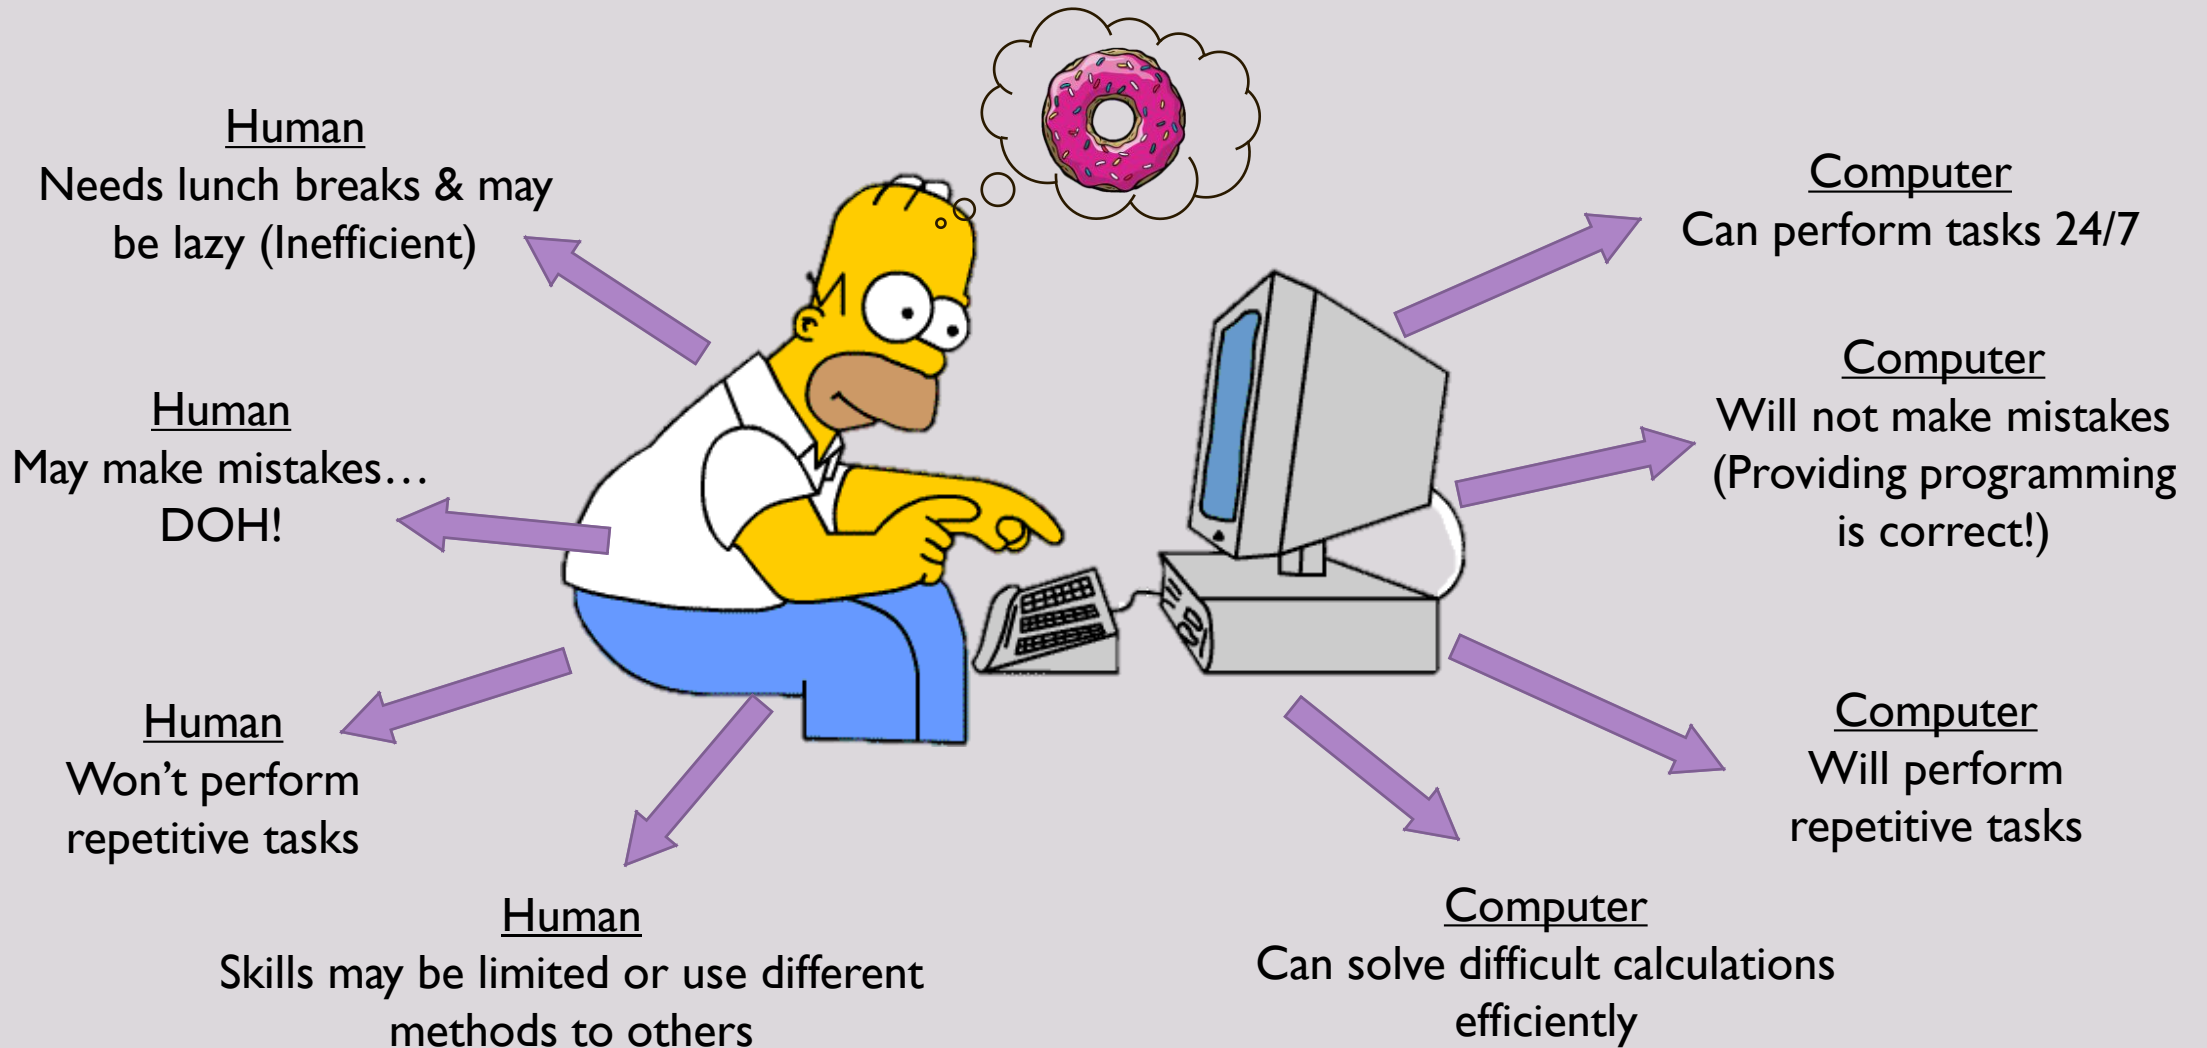 Human
Needs lunch breaks & may
be lazy (Inefficient)
Human
May make mistakes…
DOH!
Human
Won’t perform
repetitive tasks
Human
Skills may be limited or use different
methods to others
Computer
Can perform tasks 24/7
Computer
Will not make mistakes
(Providing programming
is correct!)
Computer
Will perform
repetitive tasks
Computer
Can solve difficult calculations
efficiently